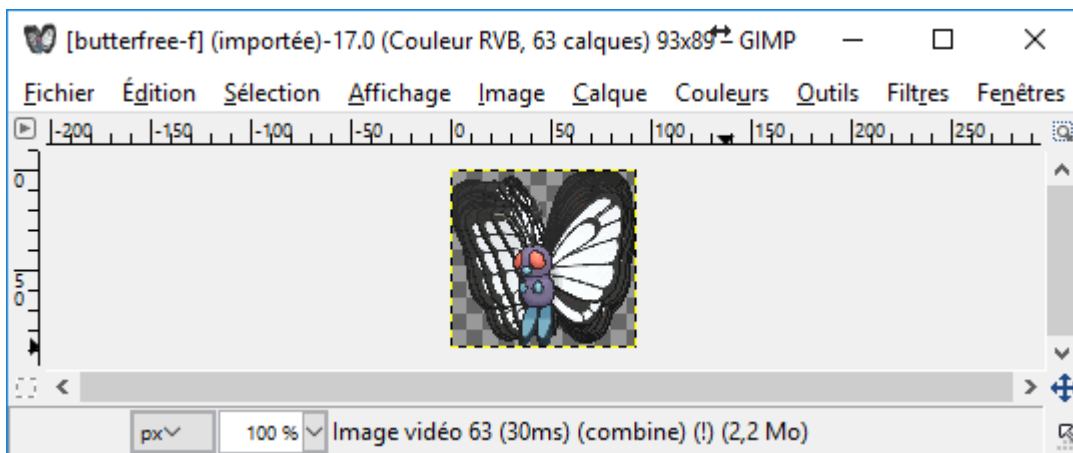 [butterfree-f] (importée)-17.0 (Couleur RVB, 63 calques) 93x89 – GIMP
Fichier Édition Sélection Affichage Image Calque Couleurs Outils Filtres Fenêtres
-200 -150 -100 -50 0 50 100 150 200 250
0
50
px 100 % Image vidéo 63 (30ms) (combine) (!) (2,2 Mo)